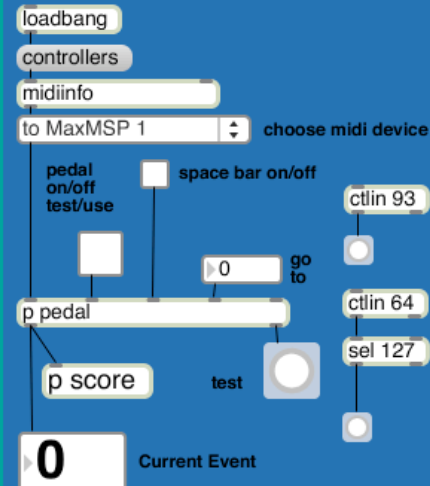 loadbang
controllers
midiinfo
to MaxMSP 1
choose midi device
pedal
on/off
test/use
space bar on/off
ctlin 93
0
go
to
p pedal
ctlin 64
sel 127
p score
test
0
Current Event